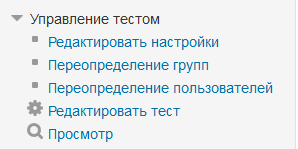 Управление тестом
Редактировать настройки
Переопределение групп
Переопределение пользователей
Редактировать тест
Просмотр